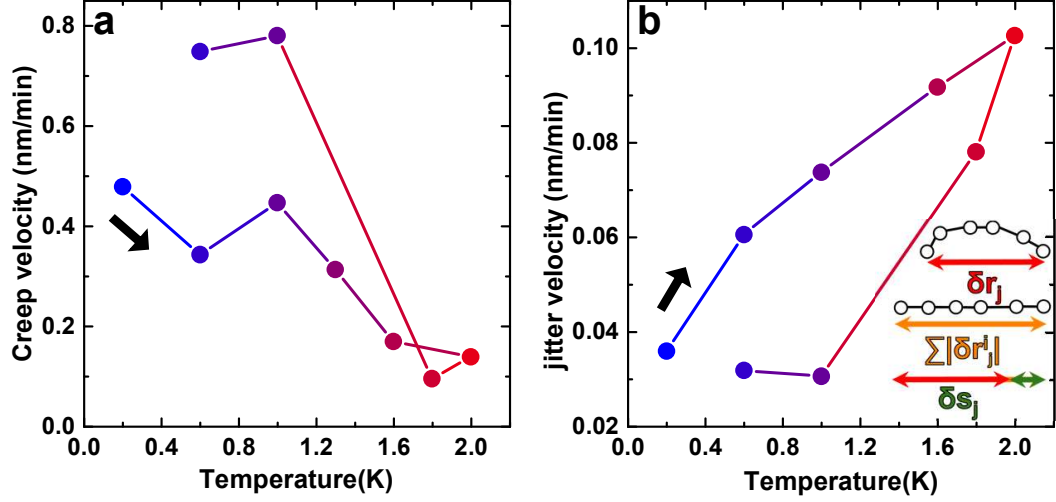 a
0.8
0.6
0.4
0.2
0.0
Creep velocity (nm/min)
0.0 0.4 0.8 1.2 1.6 2.0
Temperature(K)
b
0.10
0.08
0.06
0.04
0.02
jitter velocity (nm/min)
δrⱼ
∑|δrⱼⁱ|
δsⱼ
0.0 0.4 0.8 1.2 1.6 2.0
Temperature(K)